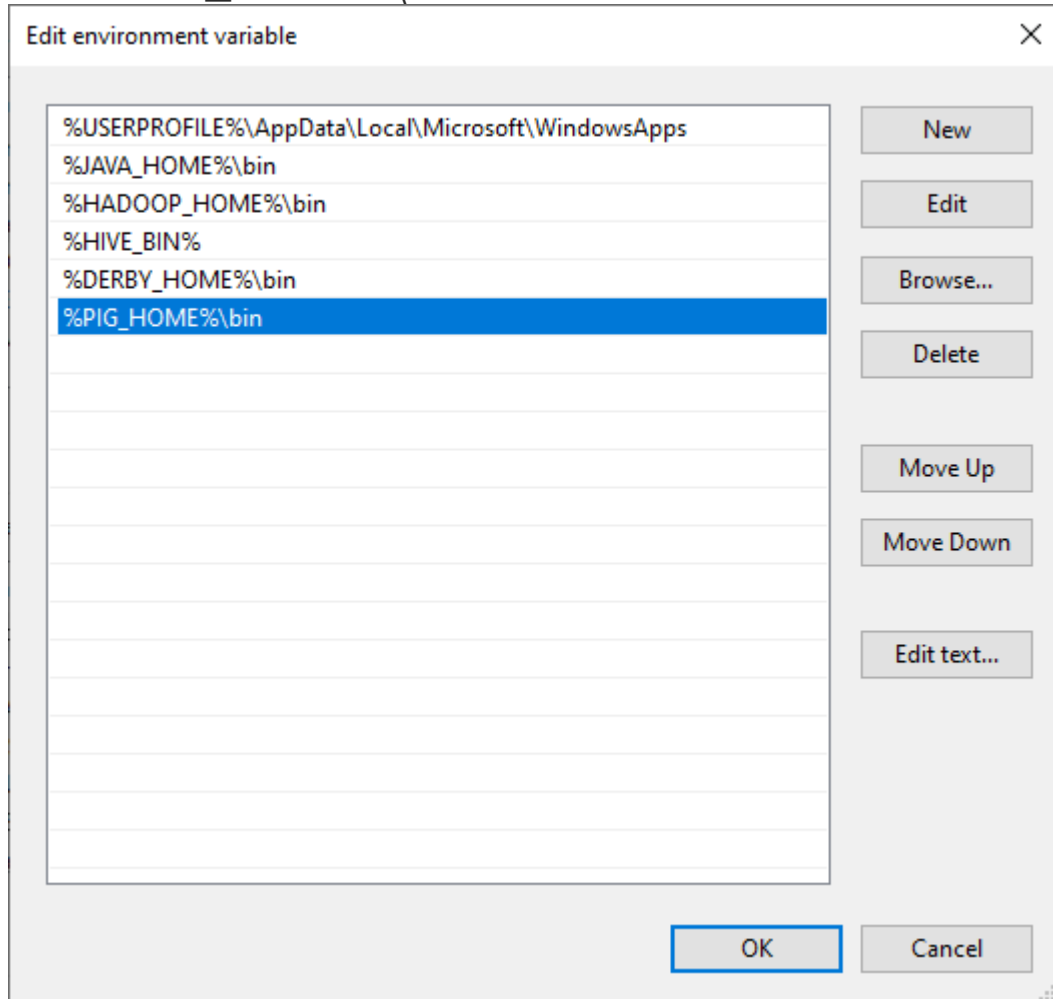 Edit environment variable
%USERPROFILE%\AppData\Local\Microsoft\WindowsApps
%JAVA_HOME%\bin
%HADOOP_HOME%\bin
%HIVE_BIN%
%DERBY_HOME%\bin
%PIG_HOME%\bin
New
Edit
Browse...
Delete
Move Up
Move Down
Edit text...
OK
Cancel